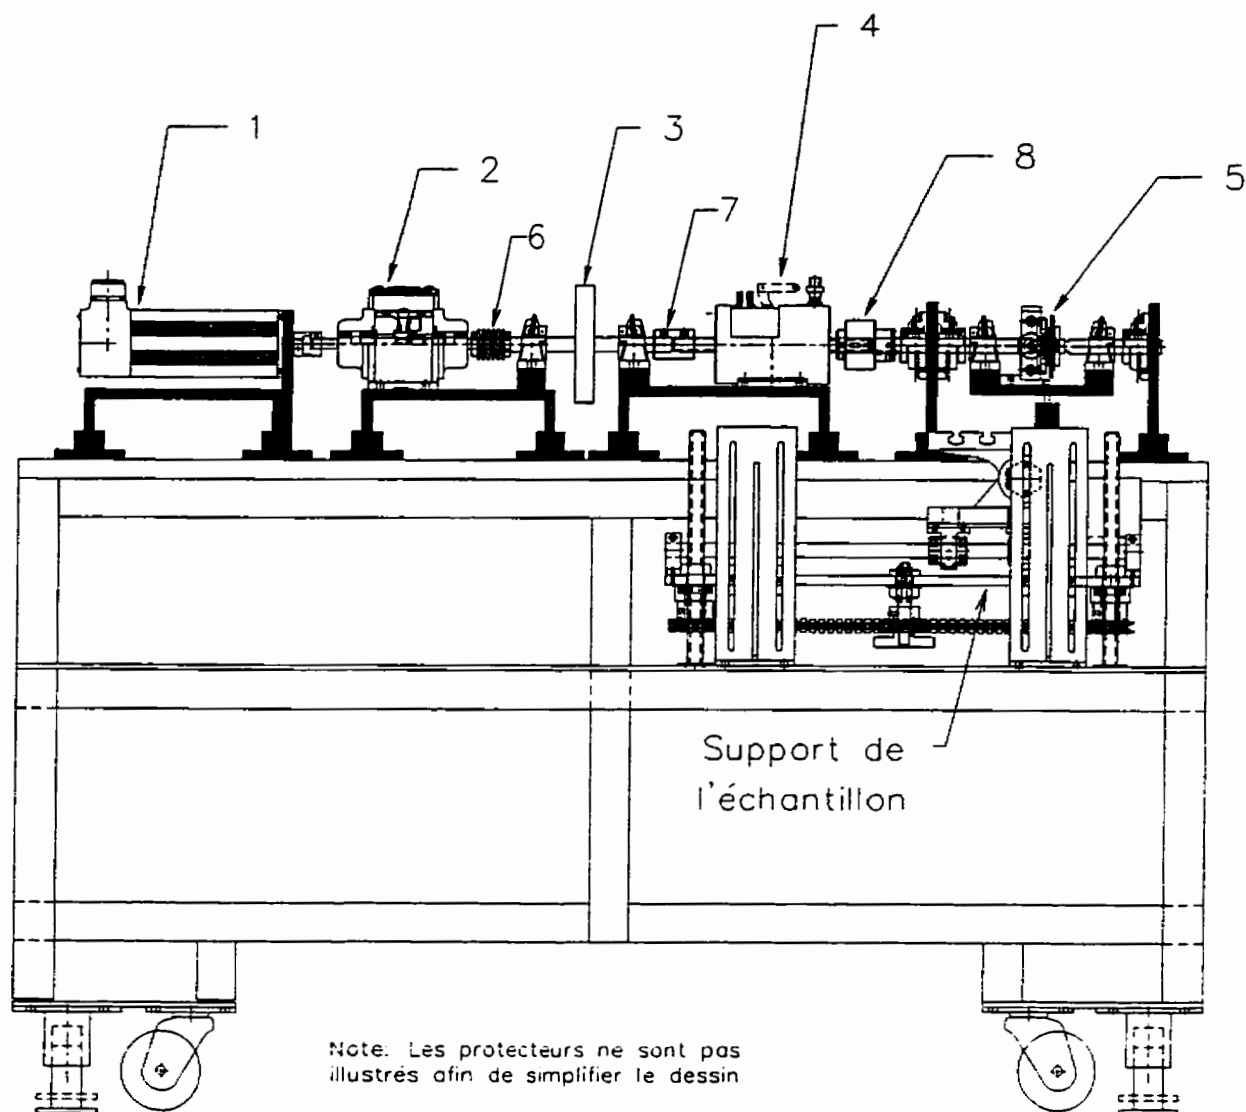 4
1
3
2
8
5
7
6
Support de
l'échantillon
Note: Les protecteurs ne sont pas
illustrés afin de simplifier le dessin